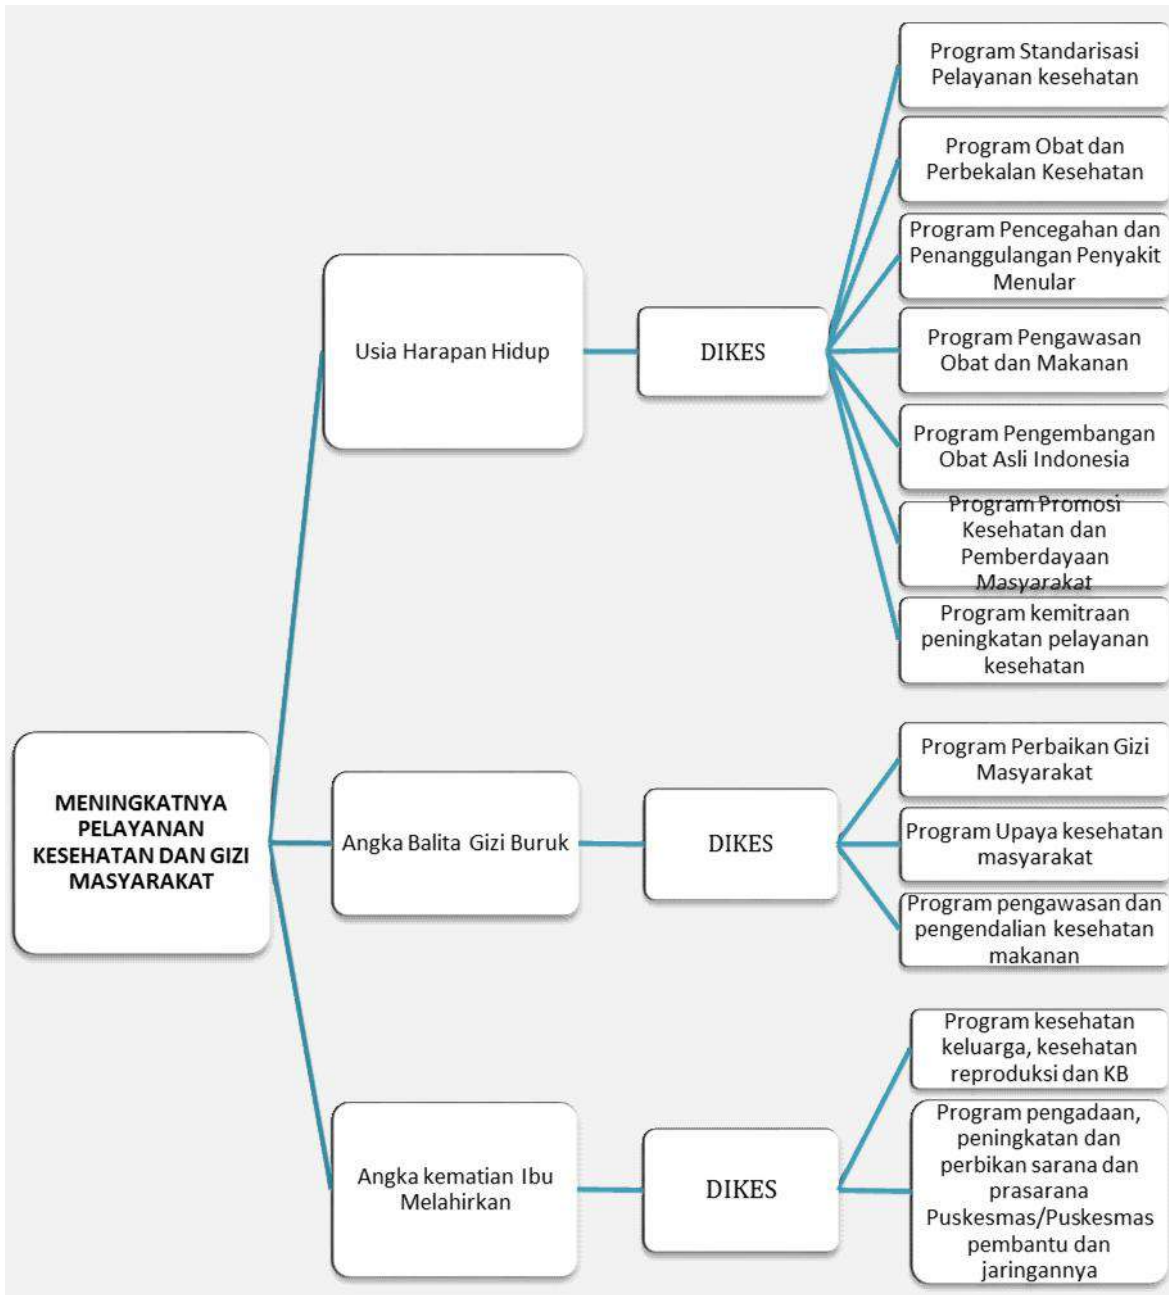 Program Standarisasi
Pelayanan kesehatan
Program Obat dan
Perbekalan Kesehatan
Program Pencegahan dan
Penanggulangan Penyakit
Menular
Usia Harapan Hidup
DIKES
Program Pengawasan
Obat dan Makanan
Program Pengembangan
Obat Asli Indonesia
Program Promosi
Kesehatan dan
Pemberdayaan
Masyarakat
Program kemitraan
peningkatan pelayanan
kesehatan
MENINGKATNYA
PELAYANAN
KESEHATAN DAN GIZI
MASYARAKAT
Angka Balita Gizi Buruk
DIKES
Program Perbaikan Gizi
Masyarakat
Program Upaya kesehatan
masyarakat
Program pengawasan dan
pengendalian kesehatan
makanan
Angka kematian Ibu
Melahirkan
DIKES
Program kesehatan
keluarga, kesehatan
reproduksi dan KB
Program pengadaan,
peningkatan dan
perbikan sarana dan
prasarana
Puskesmas/Puskesmas
pembantu dan
jaringannya